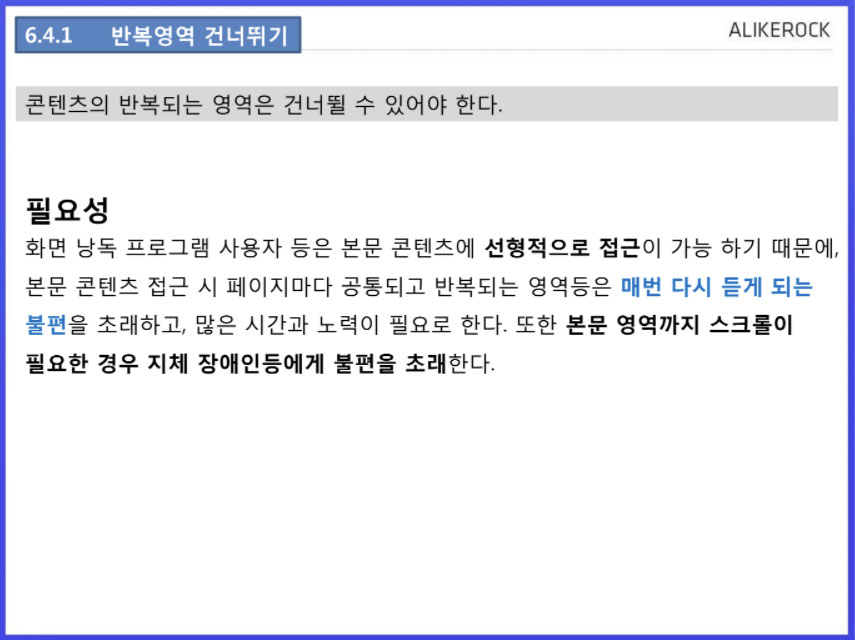 6.4.1 반복영역 건너뛰기
ALIKEROCK
콘텐츠의 반복되는 영역은 건너뛸 수 있어야 한다.
필요성
화면 낭독 프로그램 사용자 등은 본문 콘텐츠에 선형적으로 접근이 가능 하기 때문에,
본문 콘텐츠 접근 시 페이지마다 공통되고 반복되는 영역등은 매번 다시 듣게 되는
불편을 초래하고, 많은 시간과 노력이 필요로 한다. 또한 본문 영역까지 스크롤이
필요한 경우 지체 장애인등에게 불편을 초래한다.